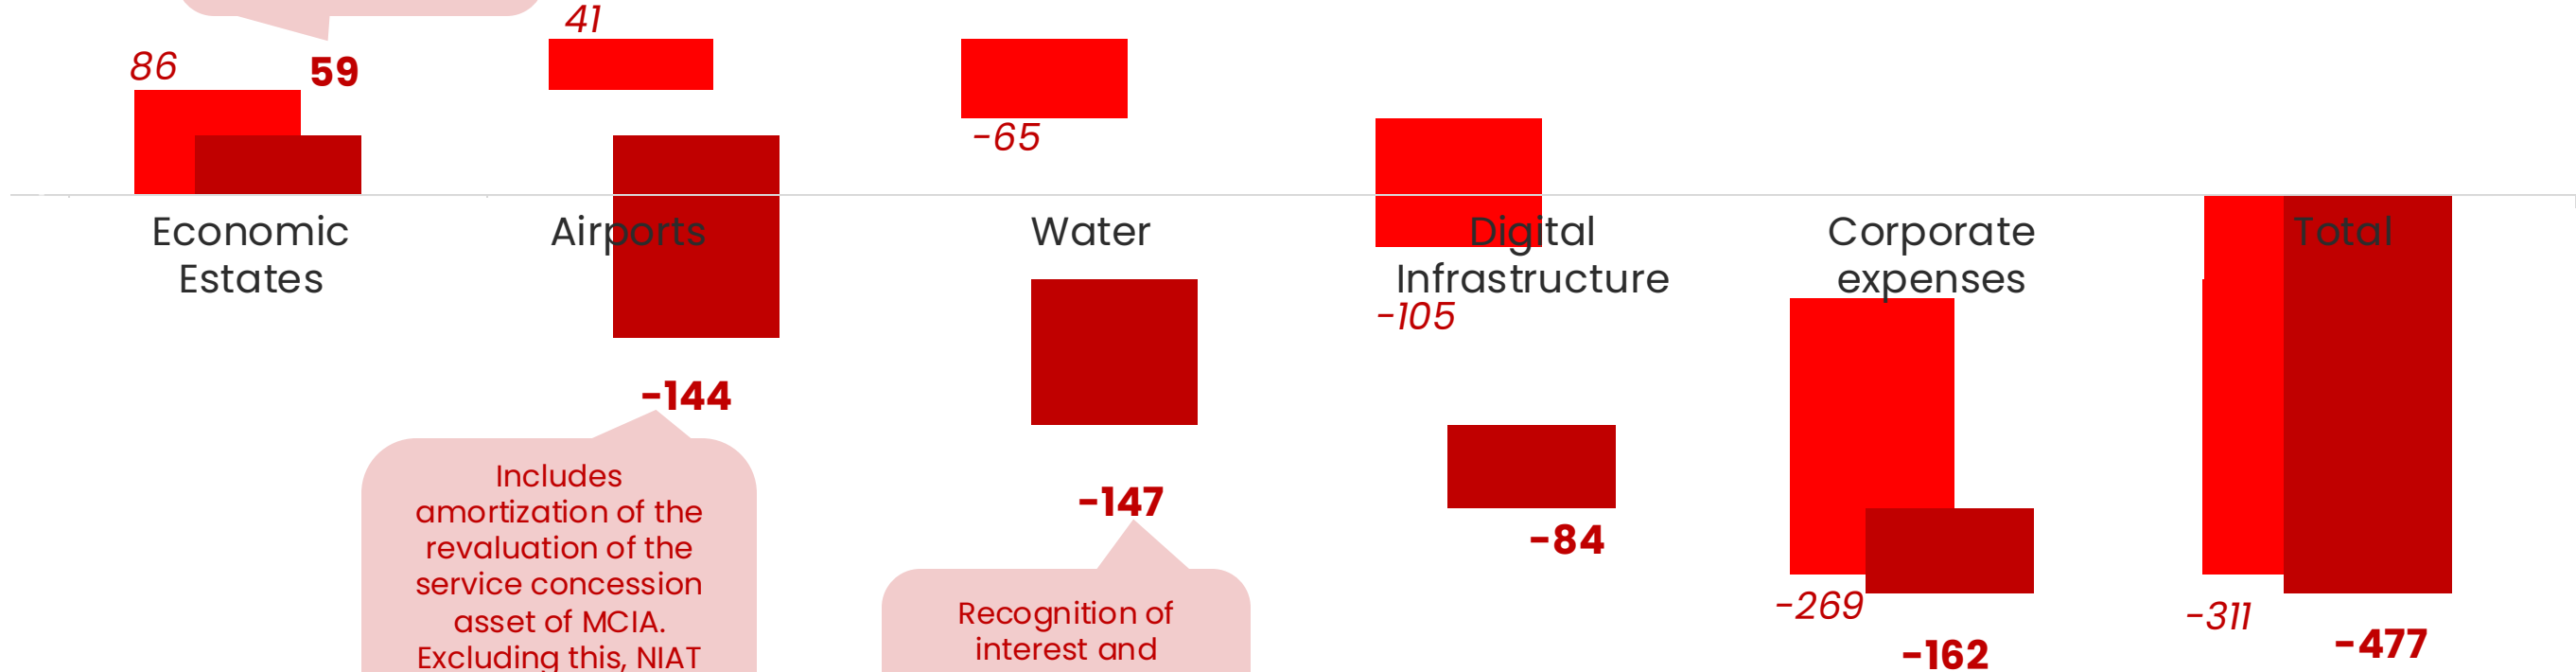 41
86
59
-65
Economic
Estates
Airports
Water
Digital
Infrastructure
Corporate
expenses
Total
-105
-144
-147
-84
-269
-162
-311
-477
Includes
amortization of the
revaluation of the
service concession
asset of MCIA.
Excluding this, NIAT
Recognition of
interest and